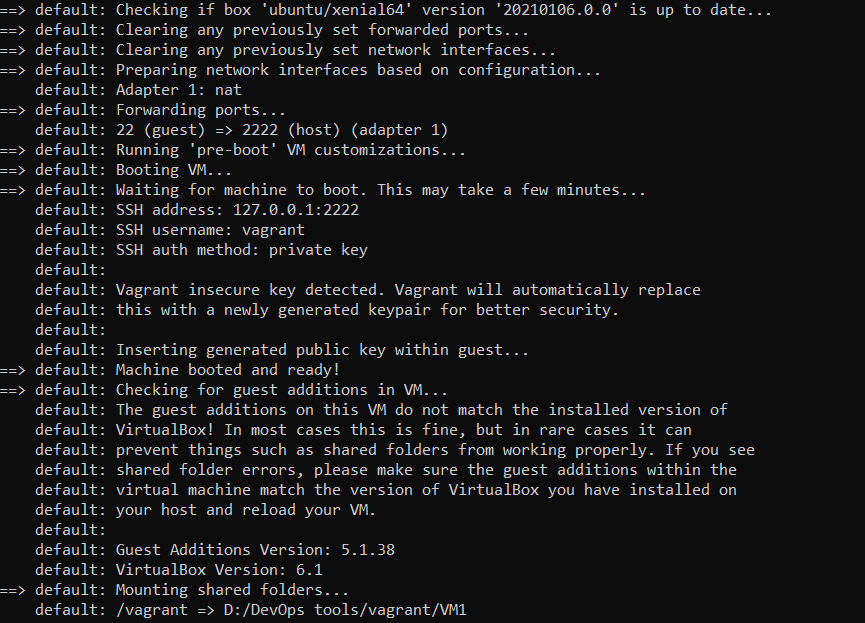 ==> default: Checking if box 'ubuntu/xenial64' version '20210106.0.0' is up to date...
==> default: Clearing any previously set forwarded ports...
==> default: Clearing any previously set network interfaces...
==> default: Preparing network interfaces based on configuration...
    default: Adapter 1: nat
==> default: Forwarding ports...
    default: 22 (guest) => 2222 (host) (adapter 1)
==> default: Running 'pre-boot' VM customizations...
==> default: Booting VM...
==> default: Waiting for machine to boot. This may take a few minutes...
    default: SSH address: 127.0.0.1:2222
    default: SSH username: vagrant
    default: SSH auth method: private key
    default:
    default: Vagrant insecure key detected. Vagrant will automatically replace
    default: this with a newly generated keypair for better security.
    default:
    default: Inserting generated public key within guest...
==> default: Machine booted and ready!
==> default: Checking for guest additions in VM...
    default: The guest additions on this VM do not match the installed version of
    default: VirtualBox! In most cases this is fine, but in rare cases it can
    default: prevent things such as shared folders from working properly. If you see
    default: shared folder errors, please make sure the guest additions within the
    default: virtual machine match the version of VirtualBox you have installed on
    default: your host and reload your VM.
    default:
    default: Guest Additions Version: 5.1.38
    default: VirtualBox Version: 6.1
==> default: Mounting shared folders...
    default: /vagrant => D:/DevOps tools/vagrant/VM1